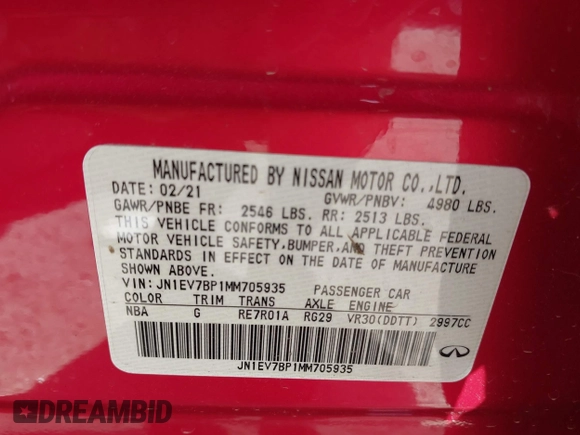 MANUFACTURED BY NISSAN MOTOR CO.,LTD.
DATE: 02/21 GVWR/PNBV: 4980 LBS.
GAWR/PNBE FR: 2546 LBS. RR: 2513 LBS.
THIS VEHICLE CONFORMS TO ALL APPLICABLE FEDERAL
MOTOR VEHICLE SAFETY,BUMPER,AND THEFT PREVENTION
STANDARDS IN EFFECT ON THE DATE OF MANUFACTURE
SHOWN ABOVE.
VIN: JN1EV7BP1MM705935 PASSENGER CAR
COLOR TRIM TRANS AXLE ENGINE
NBA G RE7R01A RG29 VR30(DDTT) 2997CC
JN1EV7BP1MM705935
DREAMBID